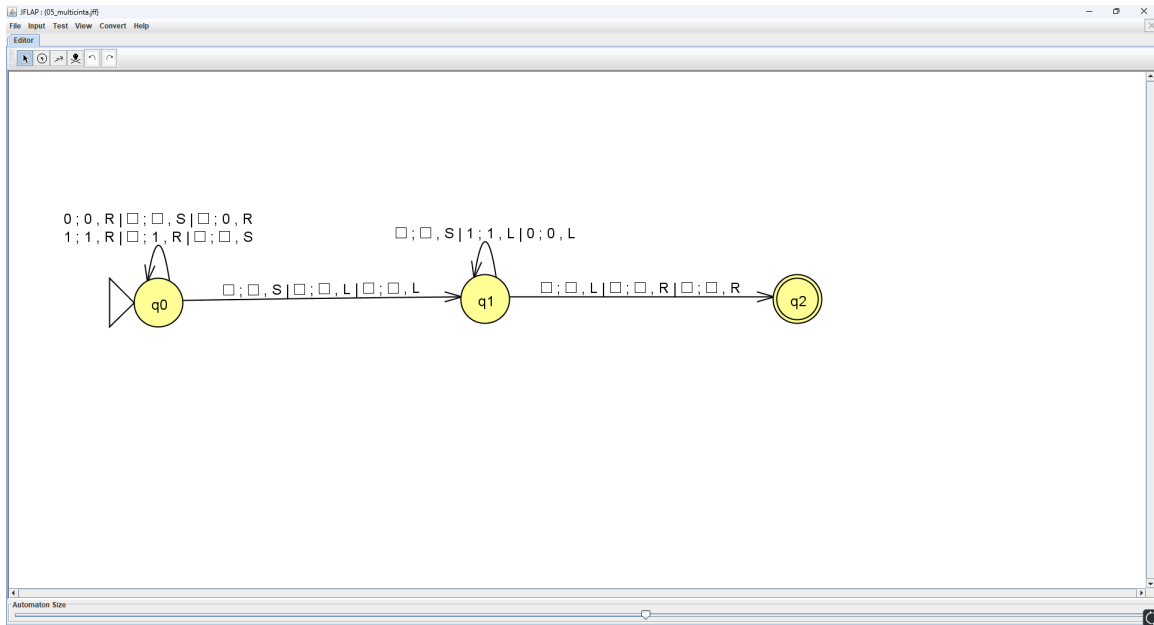 JFLAP : (05_multicinta.jff)
File Input Test View Convert Help
Editor
0 ; 0 , R | □ ; □ , S | □ ; 0 , R
1 ; 1 , R | □ ; 1 , R | □ ; □ , S
□ ; □ , S | 1 ; 1 , L | 0 ; 0 , L
□ ; □ , S | □ ; □ , L | □ ; □ , L
□ ; □ , L | □ ; □ , R | □ ; □ , R
q0
q1
q2
Automaton Size